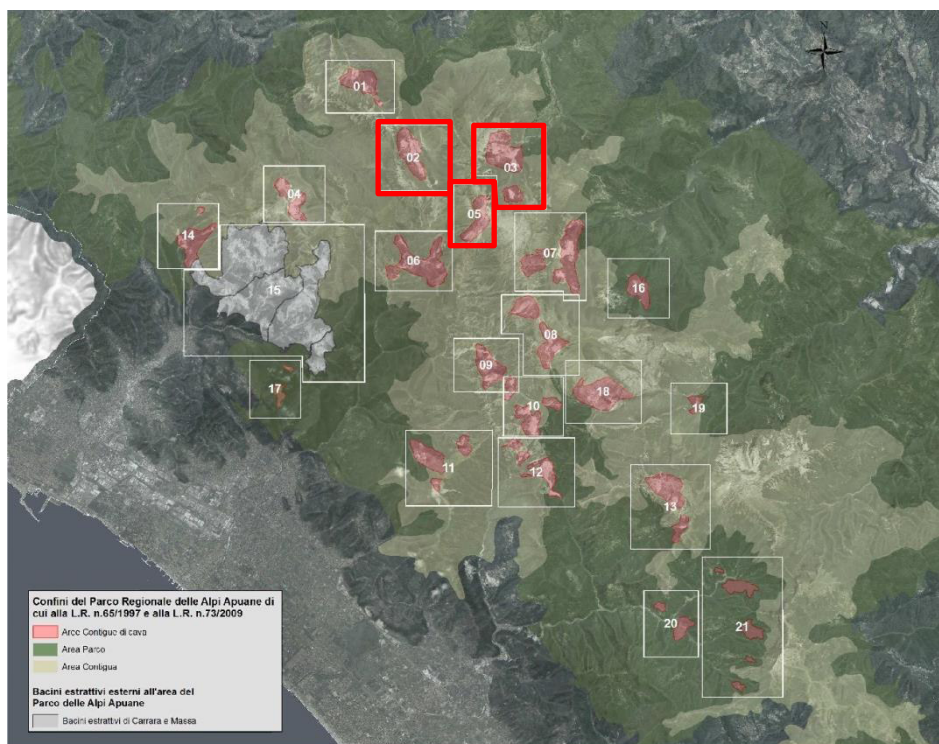 N
01
02
03
04
05
14
06
07
15
16
08
09
17
18
10
19
11
12
13
20
21
Confini del Parco Regionale delle Alpi Apuane di
cui alla L.R. n.65/1997 e alla L.R. n.73/2009
Aree Contigue di cava
Area Parco
Area Contigua
Bacini estrattivi esterni all'area del
Parco delle Alpi Apuane
Bacini estrattivi di Carrara e Massa